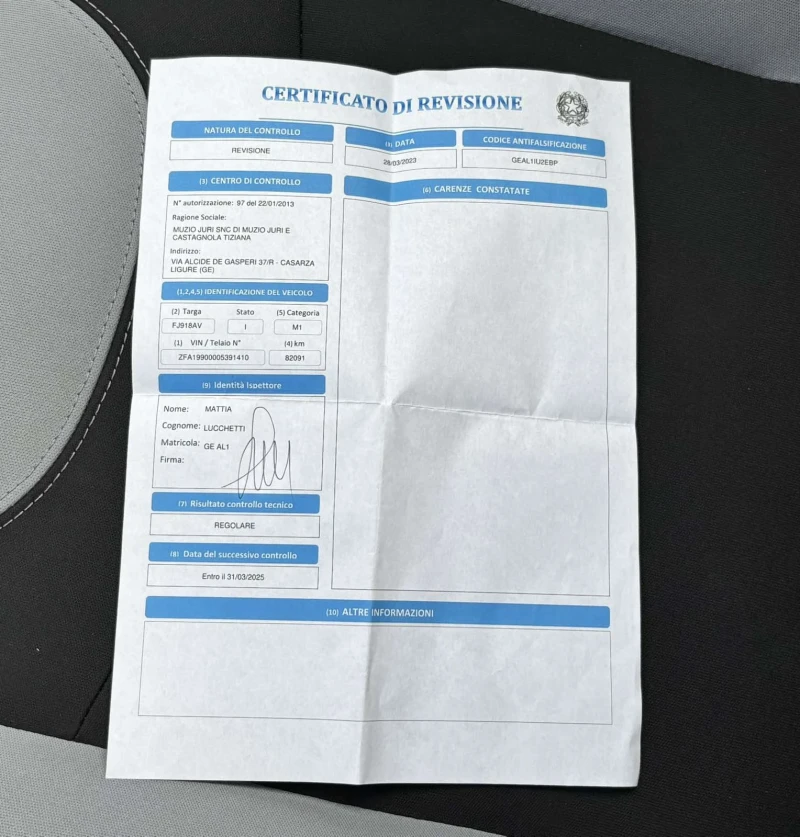 CERTIFICATO DI REVISIONE
NATURA DEL CONTROLLO
REVISIONE
(3) DATA
28/03/2023
CODICE ANTIFALSIFICAZIONE
GEAL1IU2EBP
(3) CENTRO DI CONTROLLO
N° autorizzazione: 97 del 22/01/2013
Ragione Sociale:
MUZIO JURI SNC DI MUZIO JURI E
CASTAGNOLA TIZIANA
Indirizzo:
VIA ALCIDE DE GASPERI 37/R - CASARZA
LIGURE (GE)
(6) CARENZE CONSTATATE
(1,2,4,5) IDENTIFICAZIONE DEL VEICOLO
(2) Targa Stato (5) Categoria
FJ918AV I M1
(1) VIN / Telaio N° (4) km
ZFA19900005391410 82091
(9) Identità Ispettore
Nome: MATTIA
Cognome: LUCCHETTI
Matricola: GE AL1
Firma:
(7) Risultato controllo tecnico
REGOLARE
(8) Data del successivo controllo
Entro il 31/03/2025
(10) ALTRE INFORMAZIONI